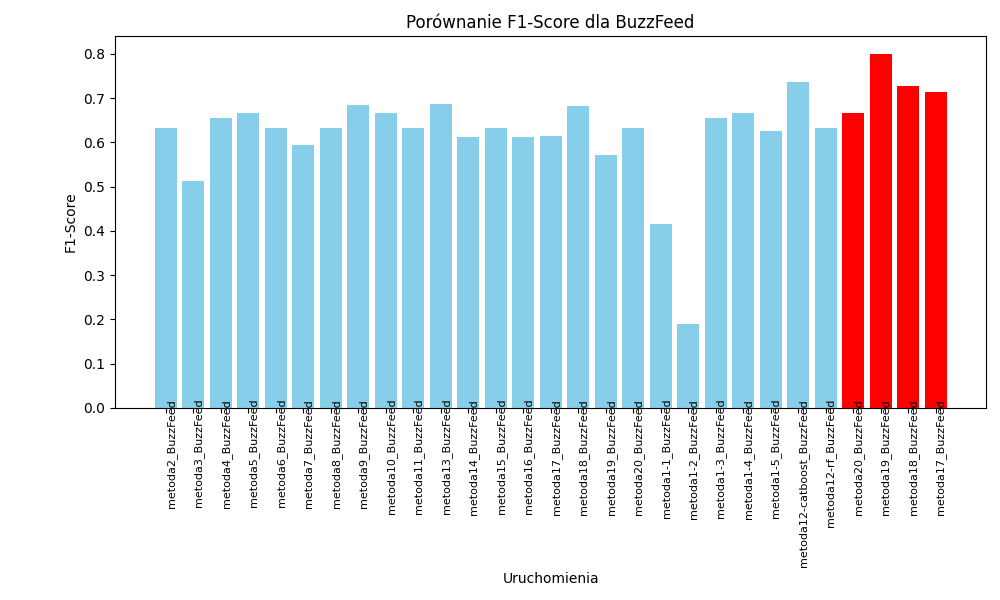 Porównanie F1-Score dla BuzzFeed
F1-Score
0.8
0.7
0.6
0.5
0.4
0.3
0.2
0.1
0.0
metoda2_BuzzFeed
metoda3_BuzzFeed
metoda4_BuzzFeed
metoda5_BuzzFeed
metoda6_BuzzFeed
metoda7_BuzzFeed
metoda8_BuzzFeed
metoda9_BuzzFeed
metoda10_BuzzFeed
metoda11_BuzzFeed
metoda13_BuzzFeed
metoda14_BuzzFeed
metoda15_BuzzFeed
metoda16_BuzzFeed
metoda17_BuzzFeed
metoda18_BuzzFeed
metoda19_BuzzFeed
metoda20_BuzzFeed
metoda1-1_BuzzFeed
metoda1-2_BuzzFeed
metoda1-3_BuzzFeed
metoda1-4_BuzzFeed
metoda1-5_BuzzFeed
metoda12-catboost_BuzzFeed
metoda12-rf_BuzzFeed
metoda20_BuzzFeed
metoda19_BuzzFeed
metoda18_BuzzFeed
metoda17_BuzzFeed
Uruchomienia